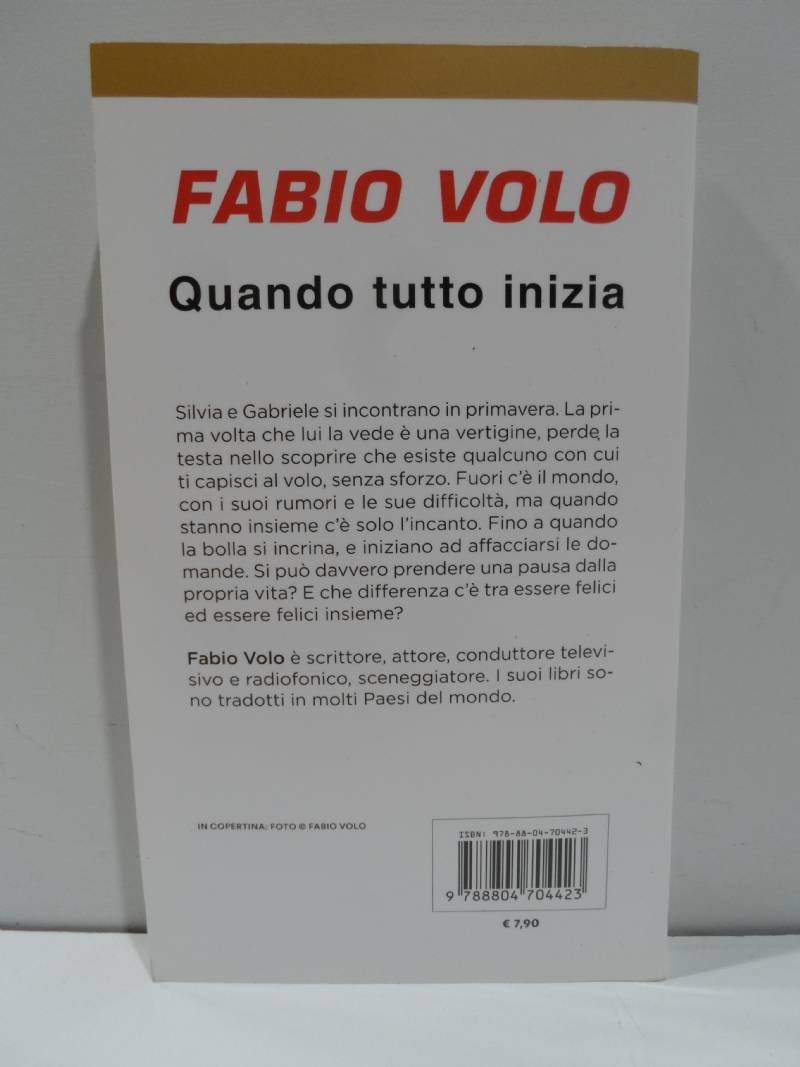 FABIO VOLO
Quando tutto inizia
Silvia e Gabriele si incontrano in primavera. La pri-
ma volta che lui la vede è una vertigine, perde la
testa nello scoprire che esiste qualcuno con cui
ti capisci al volo, senza sforzo. Fuori c'è il mondo,
con i suoi rumori e le sue difficoltà, ma quando
stanno insieme c'è solo l'incanto. Fino a quando
la bolla si incrina, e iniziano ad affacciarsi le do-
mande. Si può davvero prendere una pausa dalla
propria vita? E che differenza c'è tra essere felici
ed essere felici insieme?
Fabio Volo è scrittore, attore, conduttore televi-
sivo e radiofonico, sceneggiatore. I suoi libri so-
no tradotti in molti Paesi del mondo.
IN COPERTINA: FOTO © FABIO VOLO
ISBN: 978-88-04-70442-3
9 788804 704423
€ 7,90